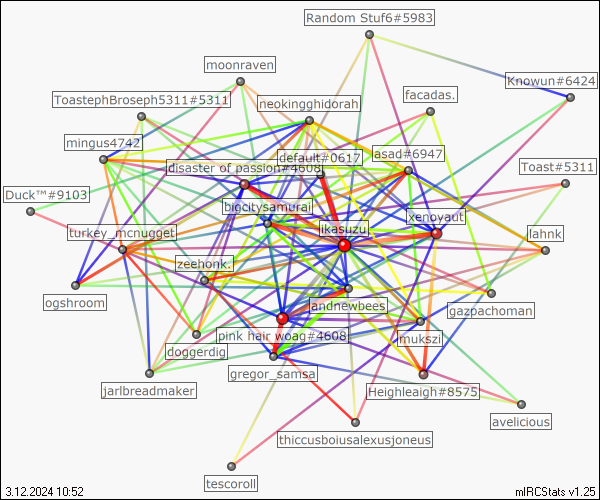 Random Stuf6#5983
moonraven
Knowun#6424
ToastephBroseph5311#5311
neokingghidorah
facadas.
mingus4742
default#0617
asad#6947
disaster of passion#4608
Toast#5311
Duck™#9103
bigcitysamurai
xenoyaut
turkey_mcnugget
ikasuzu
lahnk
zeehonk.
ogshroom
landnewbees
gazpachoman
doggerdig
pink hair woag#4608
mukszi
gregor_samsa
jarlbreadmaker
Heighleaigh#8575
avelicious
thiccusboiusalexusjoneus
tescoroll
3.12.2024 10:52
mIRCStats v1.25